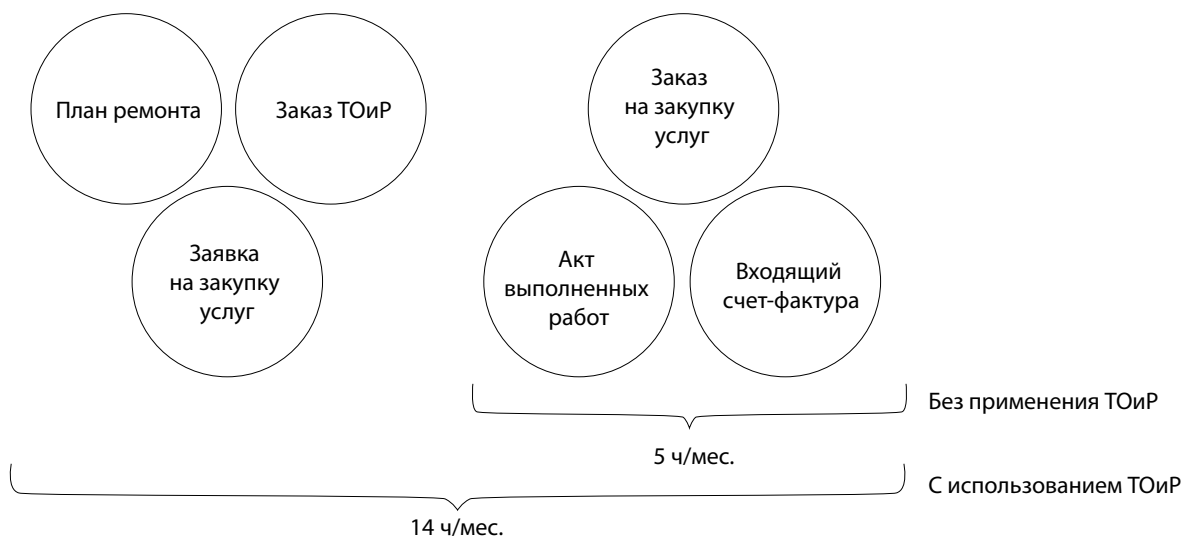 План ремонта
Заказ ТОиР
Заявка
на закупку
услуг
Заказ
на закупку
услуг
Акт
выполненных
работ
Входящий
счет-фактура
Без применения ТОиР
5 ч/мес.
С использованием ТОиР
14 ч/мес.